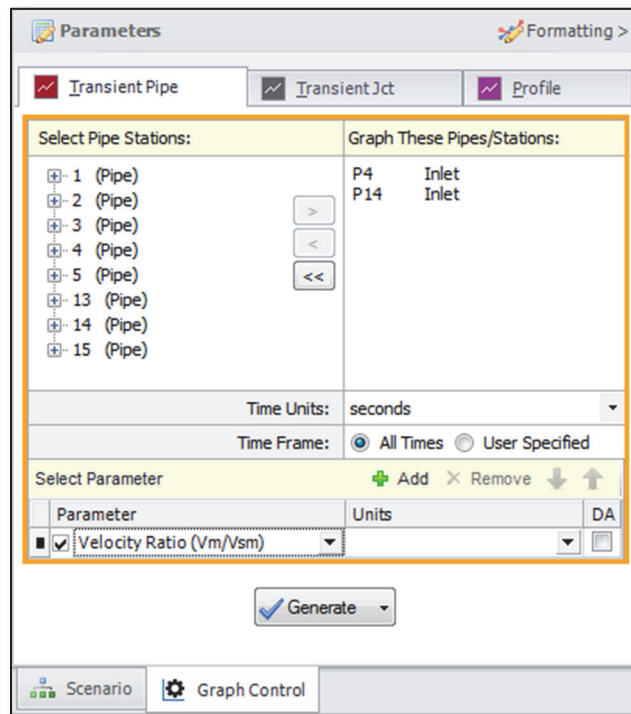 Parameters Formatting >
Transient Pipe Transient Jct Profile
Select Pipe Stations: Graph These Pipes/Stations:
1 (Pipe) P4 Inlet
2 (Pipe) P14 Inlet
3 (Pipe) >
4 (Pipe) <
5 (Pipe) <<
13 (Pipe)
14 (Pipe)
15 (Pipe)
Time Units: seconds
Time Frame: All Times User Specified
Select Parameter Add Remove
Parameter Units DA
Velocity Ratio (Vm/Vsm)
Generate
Scenario Graph Control